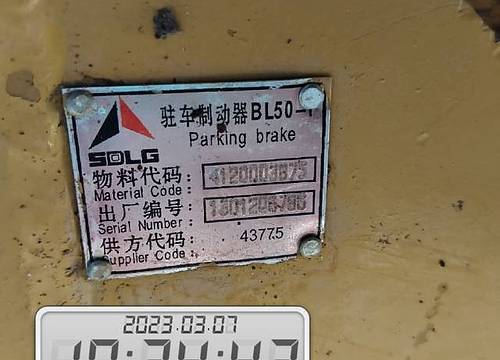 驻车制动器BL50-1
Parking brake
SDLG
物料代码: 4120003875
Material Code:
出厂编号:
Serial Number:
供方代码: 43775
Supplier Code:
2023.03.07